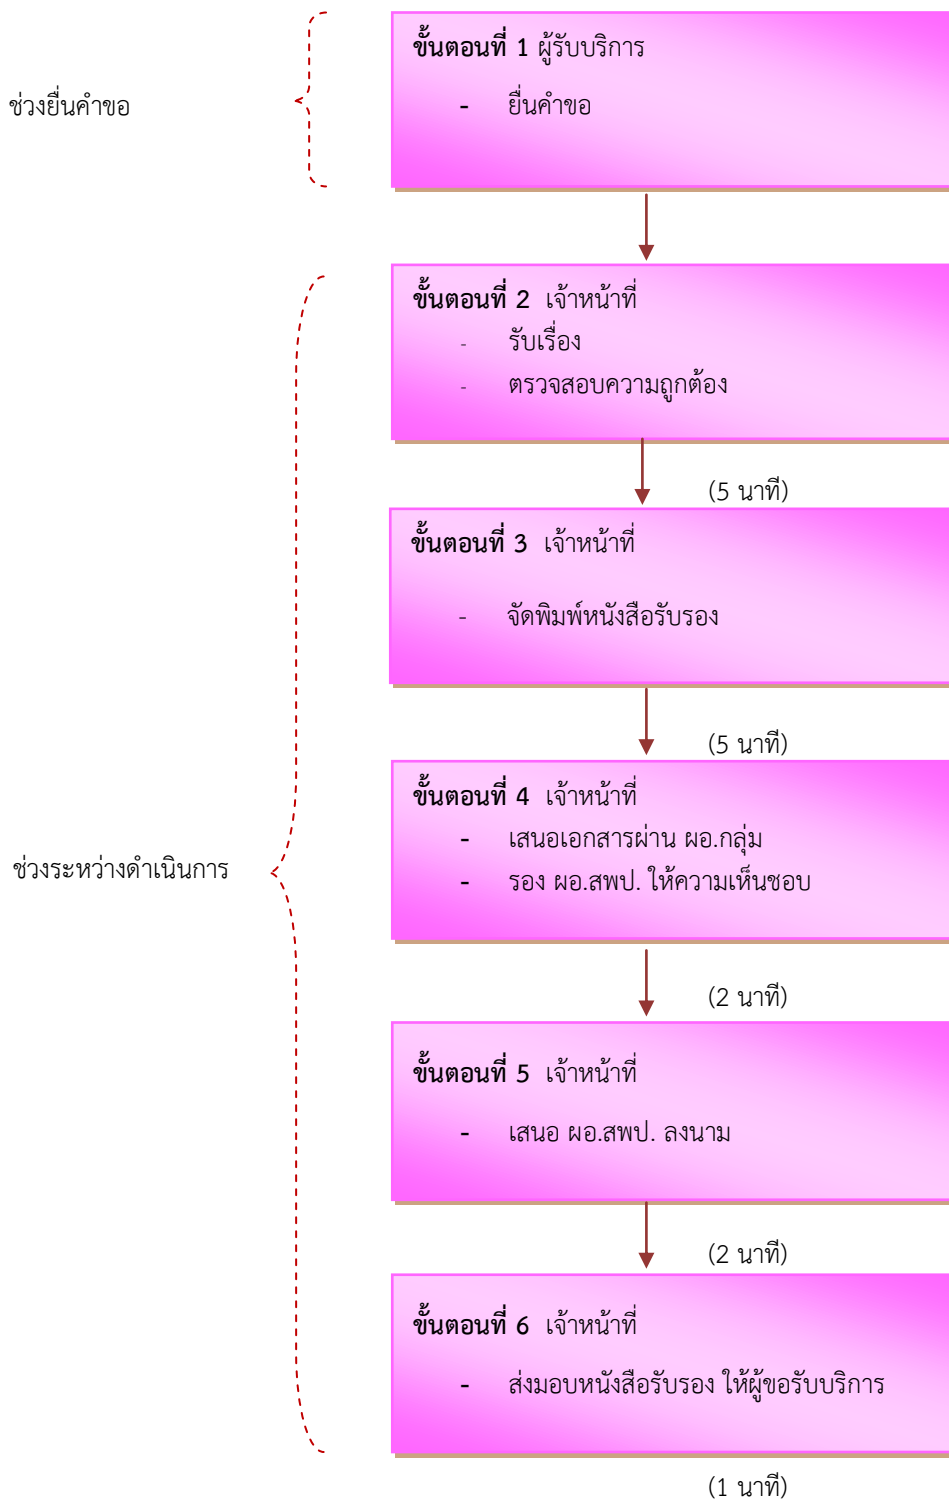 ขั้นตอนที่ 1 ผู้รับบริการ
ช่วงยื่นคำขอ
- ยื่นคำขอ
ขั้นตอนที่ 2 เจ้าหน้าที่
- รับเรื่อง
- ตรวจสอบความถูกต้อง
(5 นาที)
ขั้นตอนที่ 3 เจ้าหน้าที่
- จัดพิมพ์หนังสือรับรอง
(5 นาที)
ขั้นตอนที่ 4 เจ้าหน้าที่
- เสนอเอกสารผ่าน ผอ.กลุ่ม
ช่วงระหว่างดำเนินการ
- รอง ผอ.สพป. ให้ความเห็นชอบ
(2 นาที)
ขั้นตอนที่ 5 เจ้าหน้าที่
- เสนอ ผอ.สพป. ลงนาม
(2 นาที)
ขั้นตอนที่ 6 เจ้าหน้าที่
- ส่งมอบหนังสือรับรอง ให้ผู้ขอรับบริการ
(1 นาที)